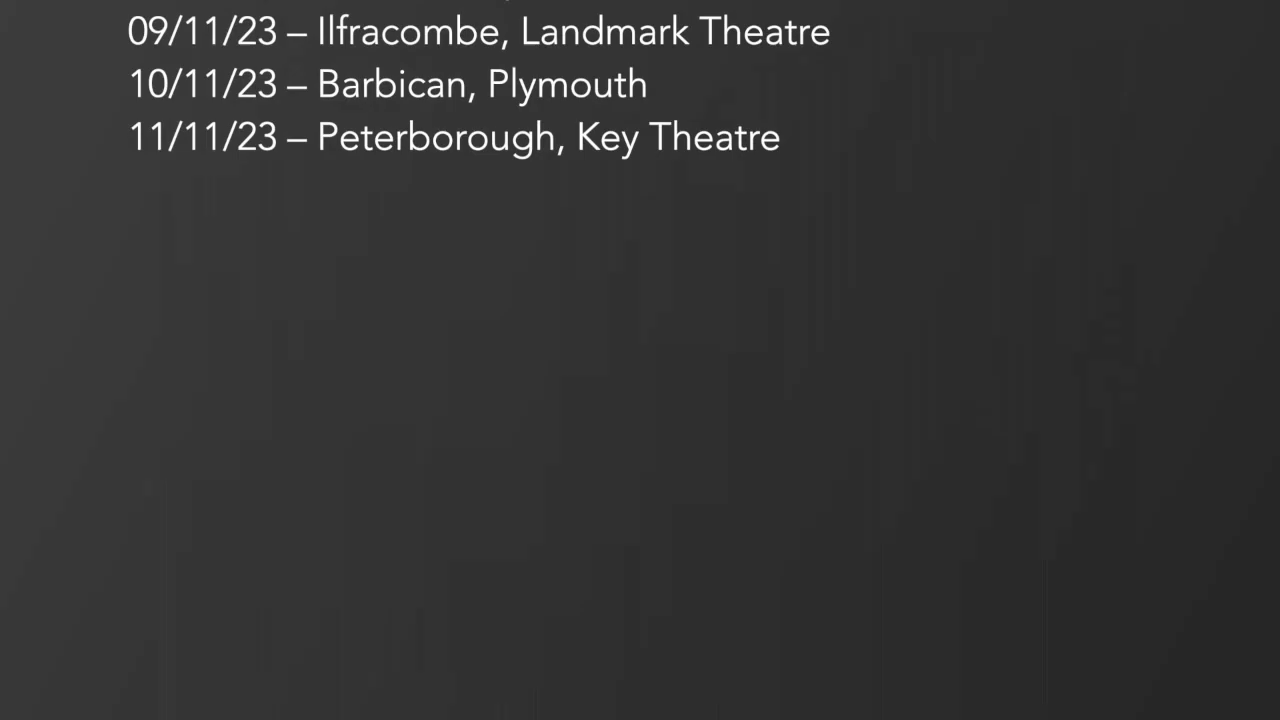 09/11/23 – Ilfracombe, Landmark Theatre
10/11/23 – Barbican, Plymouth
11/11/23 – Peterborough, Key Theatre